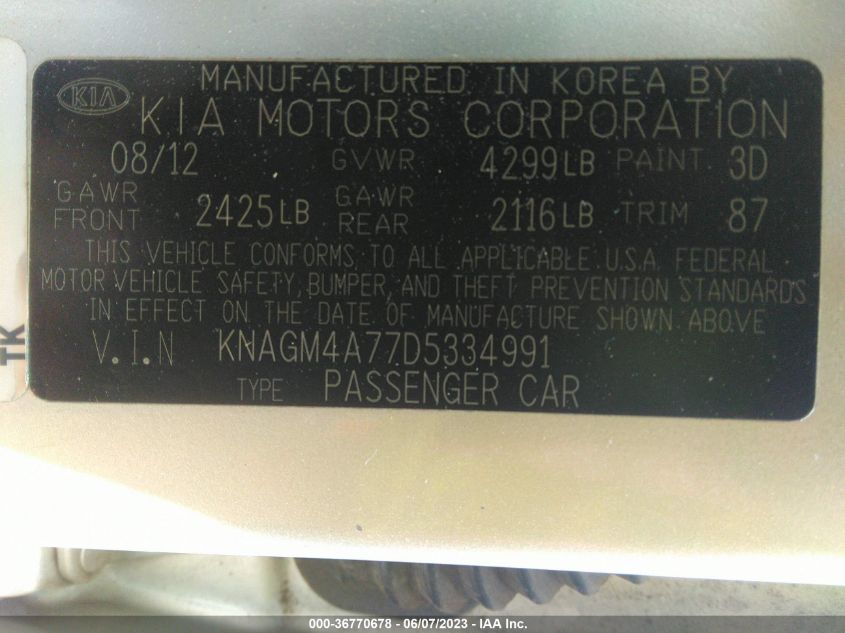 MANUFACTURED IN KOREA BY
KIA KIA MOTORS CORPORATION
08/12 GVWR 4299LB PAINT 3D
GAWR FRONT 2425LB GAWR REAR 2116LB TRIM 87
THIS VEHICLE CONFORMS TO ALL APPLICABLE U.S.A. FEDERAL
MOTOR VEHICLE SAFETY, BUMPER, AND THEFT PREVENTION STANDARDS
IN EFFECT ON THE DATE OF MANUFACTURE SHOWN ABOVE
V.I.N KNAGM4A77D5334991
TYPE PASSENGER CAR
TK
000-36770678 - 06/07/2023 - IAA Inc.